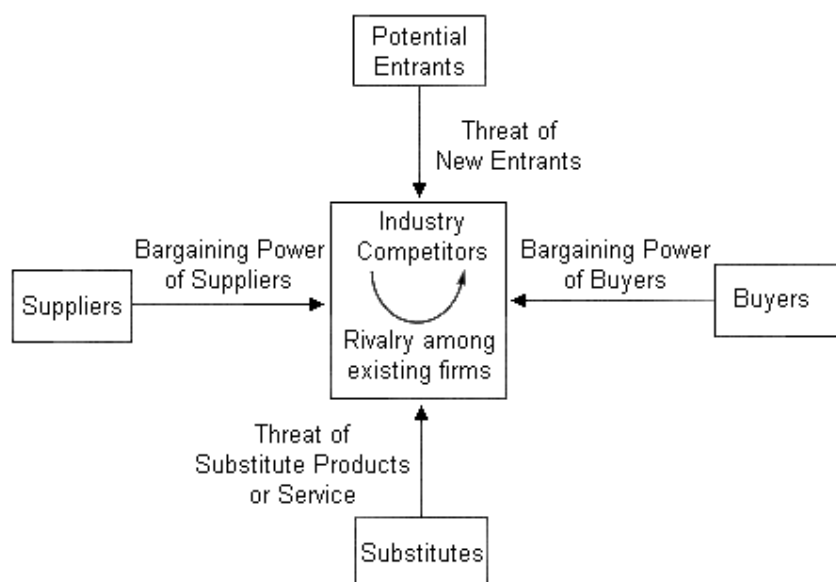 Potential
Entrants
Threat of
New Entrants
Industry
Competitors
Bargaining Power
of Suppliers
Bargaining Power
of Buyers
Suppliers
Buyers
Rivalry among
existing firms
Threat of
Substitute Products
or Service
Substitutes